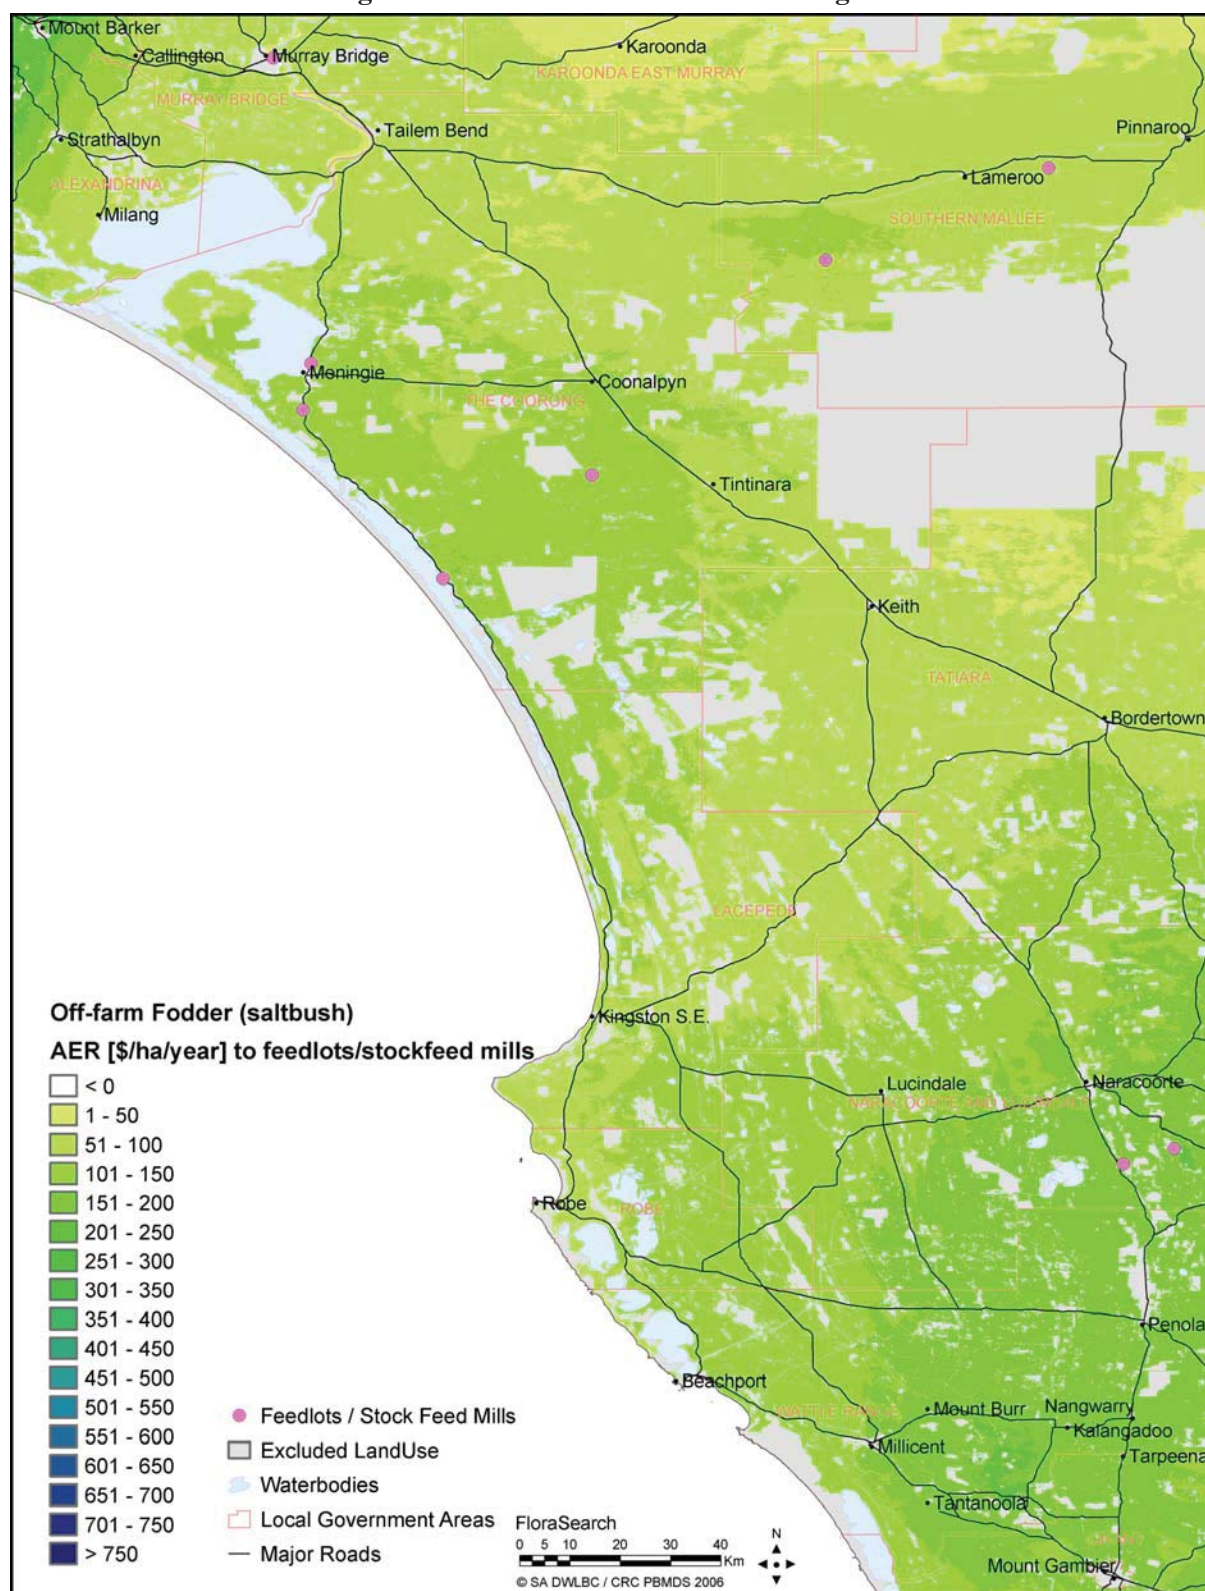 Mount Barker
Callington
Murray Bridge
Karoonda
KAROONDA EAST MURRAY
MURRAY BRIDGE
Tailem Bend
Pinnaroo
Strathalbyn
Lameroo
ALEXANDRINA
Milang
SOUTHERN MALLEE
Meningie
Coonalpyn
THE COORONG
Tintinara
Keith
TATIARA
Bordertown
LACEPEDE
Kingston S.E.
Lucindale
Naracoorte
Robe
ROBE
Penola
Beachport
WATTLE RANGE
Mount Burr
Nangwarry
Kalangadoo
Millicent
Tarpeena
Tantanoola
Mount Gambier
Off-farm Fodder (saltbush)
AER [$/ha/year] to feedlots/stockfeed mills
< 0
1 - 50
51 - 100
101 - 150
151 - 200
201 - 250
251 - 300
301 - 350
351 - 400
401 - 450
451 - 500
501 - 550
551 - 600
601 - 650
651 - 700
701 - 750
> 750
Feedlots / Stock Feed Mills
Excluded LandUse
Waterbodies
Local Government Areas
Major Roads
FloraSearch
0 5 10 20 30 40
Km
N
© SA DWLBC / CRC PBMDS 2006